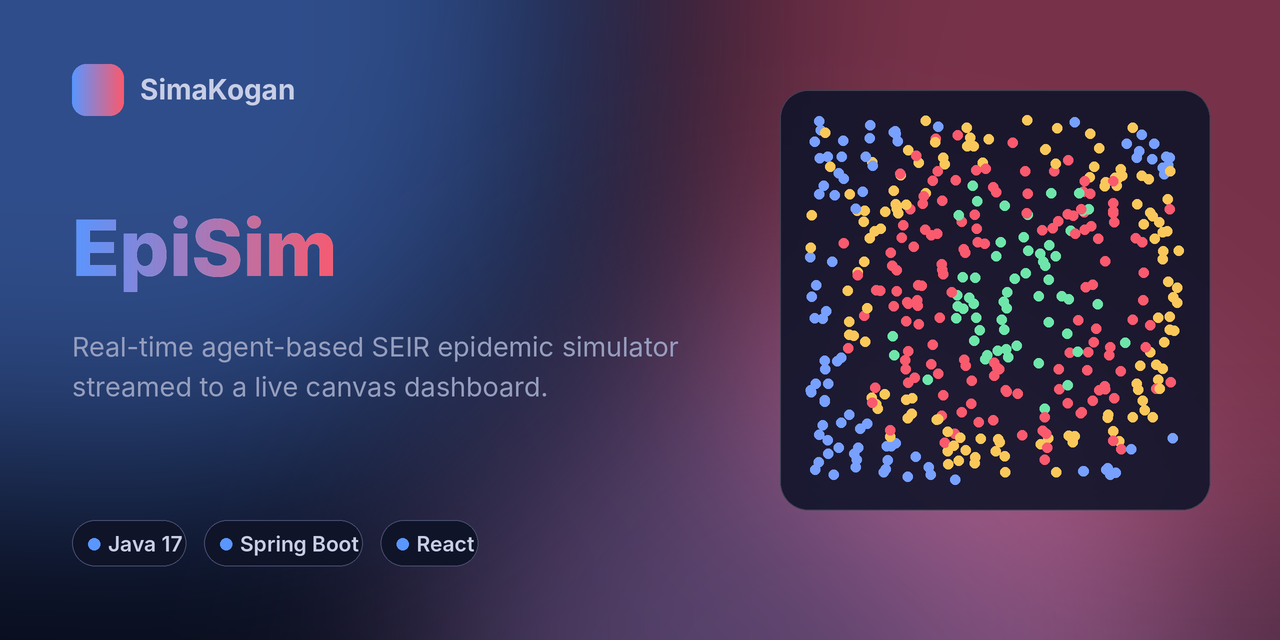 SimaKogan
EpiSim
Real-time agent-based SEIR epidemic simulator
streamed to a live canvas dashboard.
Java 17
Spring Boot
React